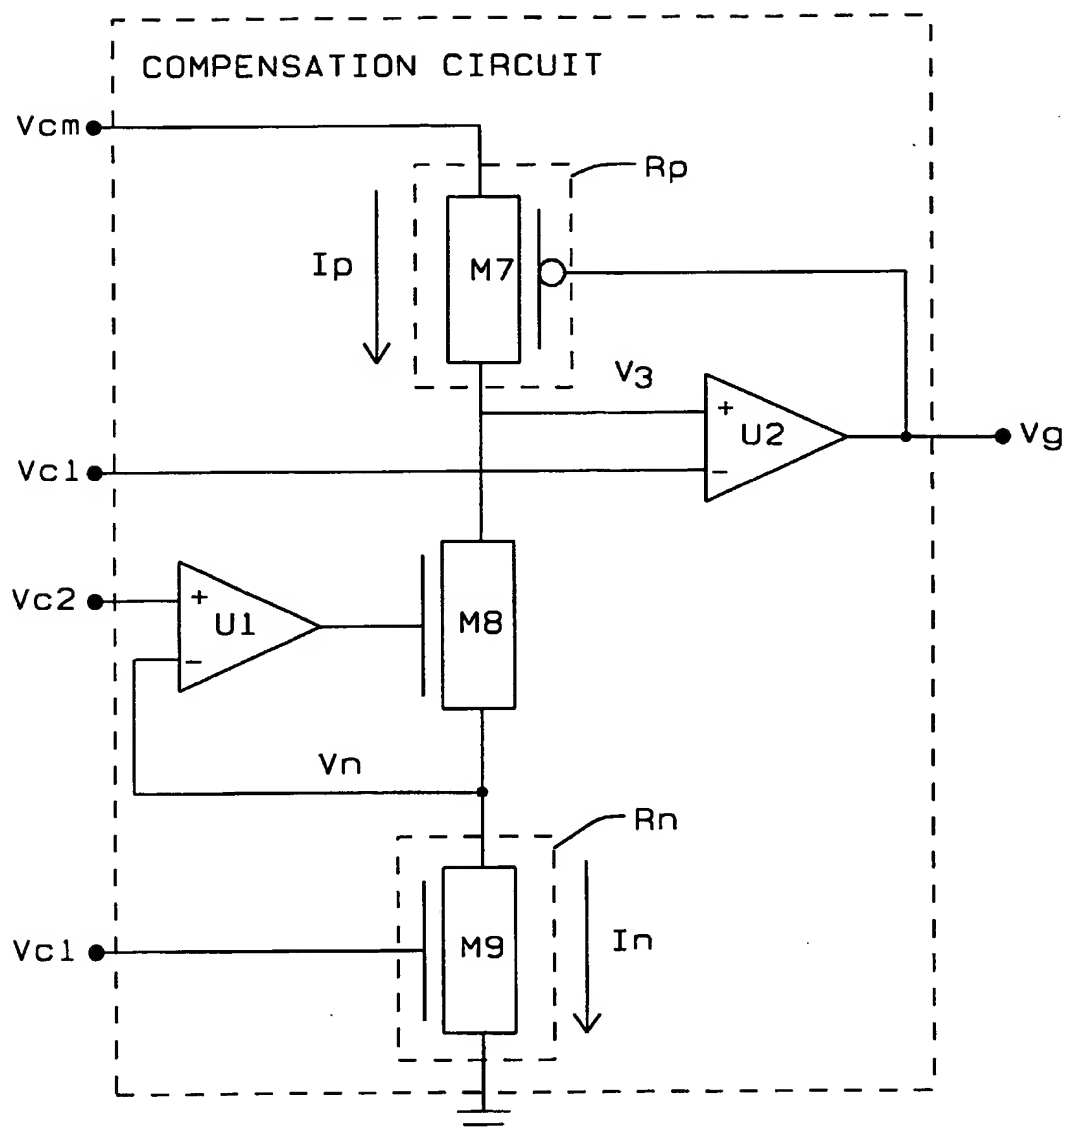 COMPENSATION CIRCUIT
Vcm
Rp
Ip
M7
V3
+
U2
-
Vg
Vc1
Vc2
+
U1
-
M8
Vn
Rn
Vc1
M9
In